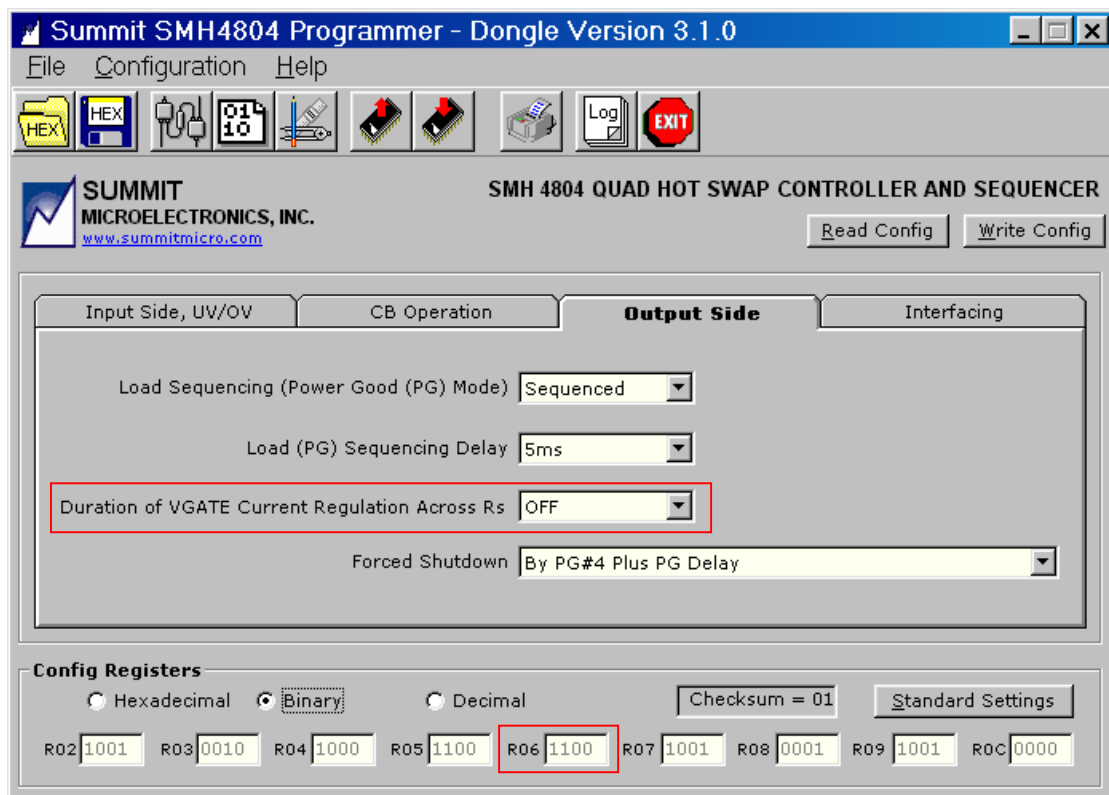 Summit SMH4804 Programmer - Dongle Version 3.1.0
File Configuration Help
HEX HEX 01 10 Log EXIT
SUMMIT
MICROELECTRONICS, INC.
www.summitmicro.com
SMH 4804 QUAD HOT SWAP CONTROLLER AND SEQUENCER
Read Config Write Config
Input Side, UV/OV CB Operation Output Side Interfacing
Load Sequencing (Power Good (PG) Mode) Sequenced
Load (PG) Sequencing Delay 5ms
Duration of VGATE Current Regulation Across Rs OFF
Forced Shutdown By PG#4 Plus PG Delay
Config Registers
Hexadecimal Binary Decimal Checksum = 01 Standard Settings
R02 1001 R03 0010 R04 1000 R05 1100 R06 1100 R07 1001 R08 0001 R09 1001 R0C 0000